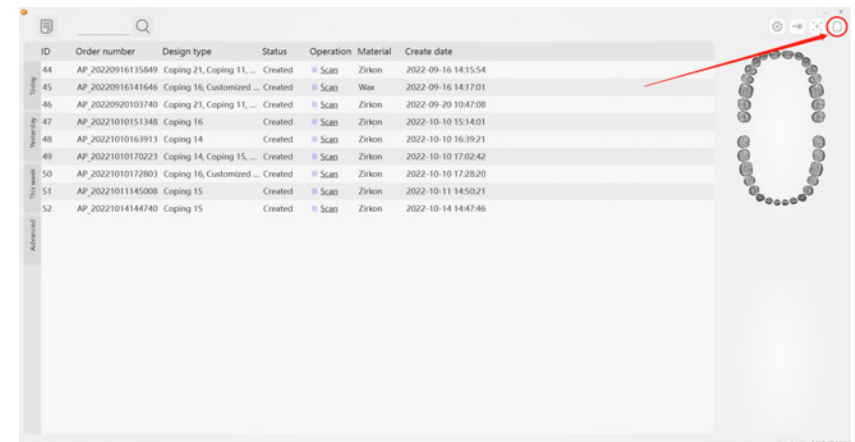 ID Order number Design type Status Operation Material Create date
44 AP_20220916135849 Coping 21, Coping 11, ... Created Scan Zirkon 2022-09-16 14:15:54
45 AP_20220916141646 Coping 16, Customized ... Created Scan Wax 2022-09-16 14:17:01
46 AP_20220920103740 Coping 21, Coping 11, ... Created Scan Zirkon 2022-09-20 10:47:08
47 AP_20221010151348 Coping 16 Created Scan Zirkon 2022-10-10 15:14:01
48 AP_20221010163913 Coping 14 Created Scan Zirkon 2022-10-10 16:39:21
49 AP_20221010170223 Coping 14, Coping 15, ... Created Scan Zirkon 2022-10-10 17:02:42
50 AP_20221010172803 Coping 16, Customized ... Created Scan Zirkon 2022-10-10 17:28:20
51 AP_20221011145008 Coping 15 Created Scan Zirkon 2022-10-11 14:50:21
52 AP_20221014144740 Coping 15 Created Scan Zirkon 2022-10-14 14:47:46
Today
Yesterday
This week
Advanced